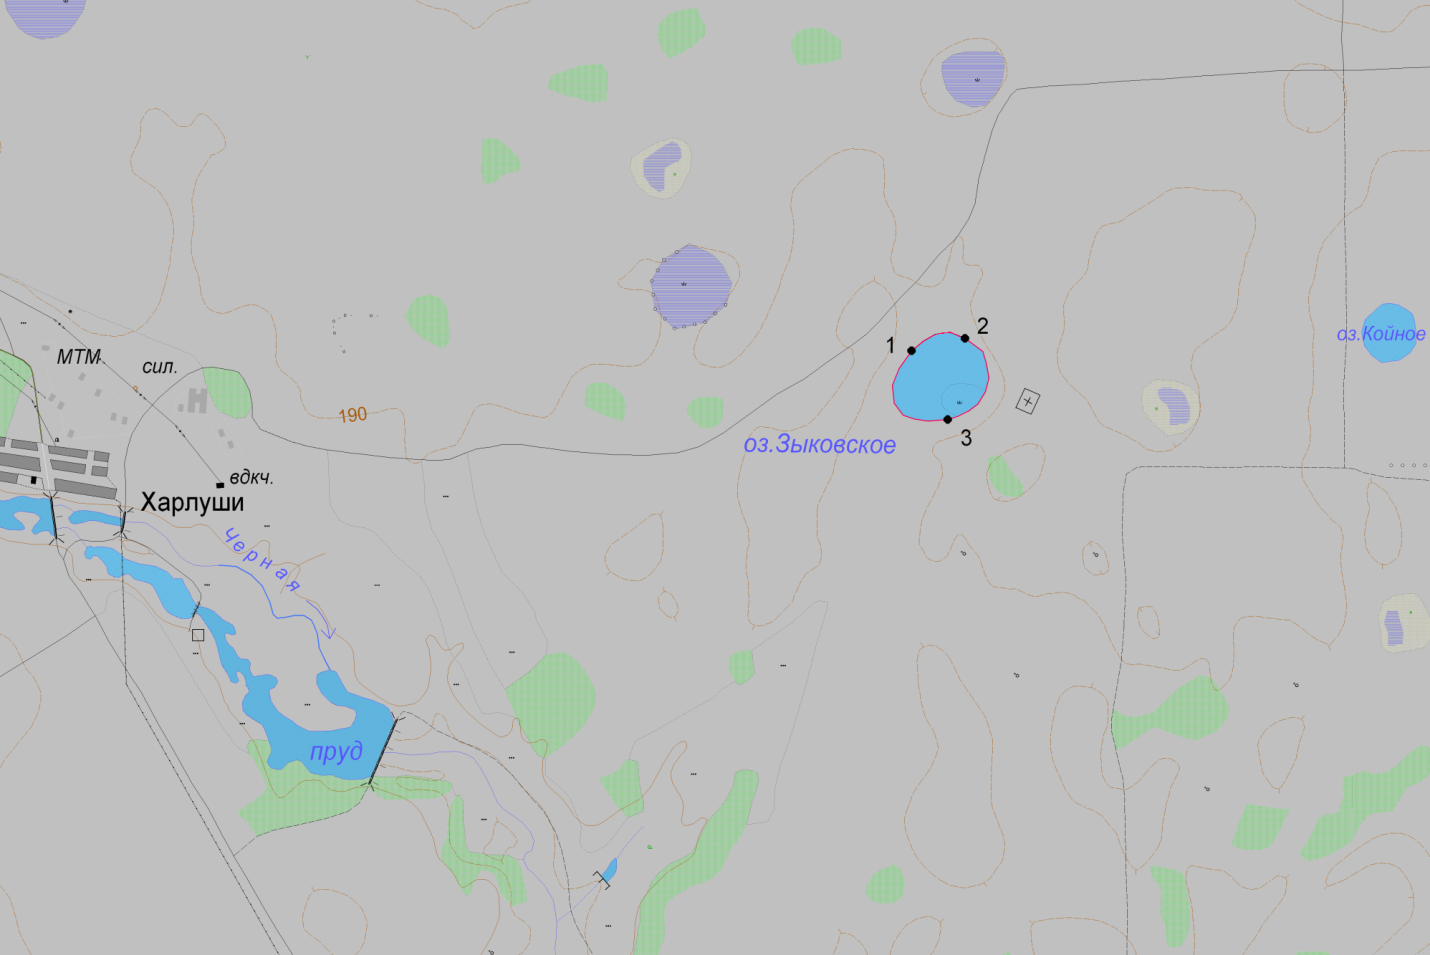 2
1
оз.Койное
МТМ
сил.
190
3
оз.Зыковское
вдкч.
Харлуши
Черная
пруд